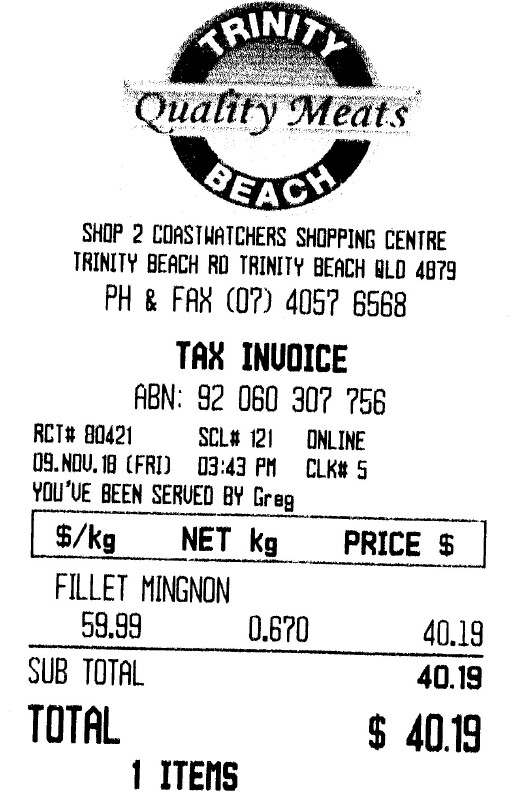 TRINITY
Quality Meats
BEACH
SHOP 2 COASTWATCHERS SHOPPING CENTRE
TRINITY BEACH RD TRINITY BEACH QLD 4879
PH & FAX (07) 4057 6568
TAX INVOICE
ABN: 92 060 307 756
RCT# 80421 SCL# 121 ONLINE
09.NOV.18 (FRI) 03:43 PM CLK# 5
YOU'VE BEEN SERVED BY Greg
$/kg NET kg PRICE $
FILLET MINGNON
59.99 0.670 40.19
SUB TOTAL 40.19
TOTAL $ 40.19
1 ITEMS